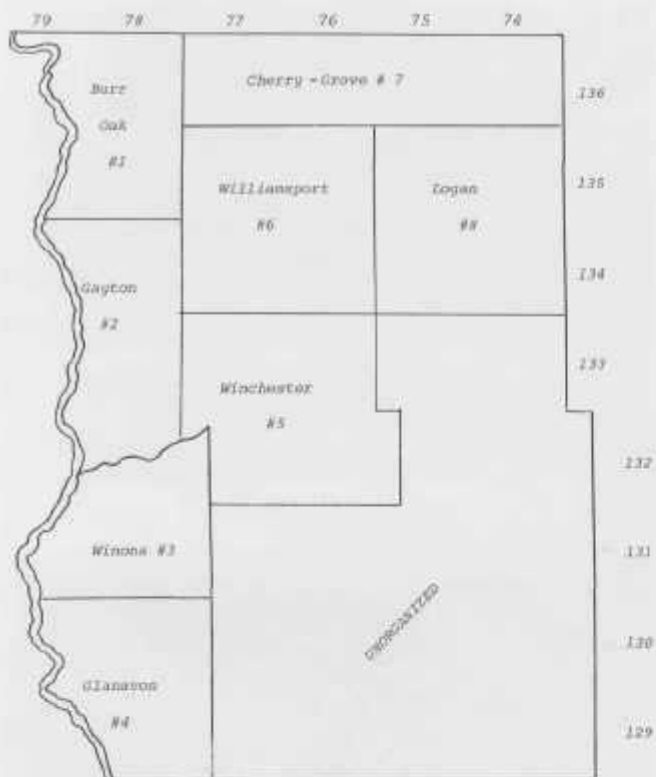 79 78 77 76 75 74
Burr
Oak
#1
Cherry - Grove # 7
136
Williamsport
#6
Logan
#8
135
134
Gayton
#2
133
Winchester
#5
132
Winona #3
131
UNORGANIZED
130
Glanavon
#4
129